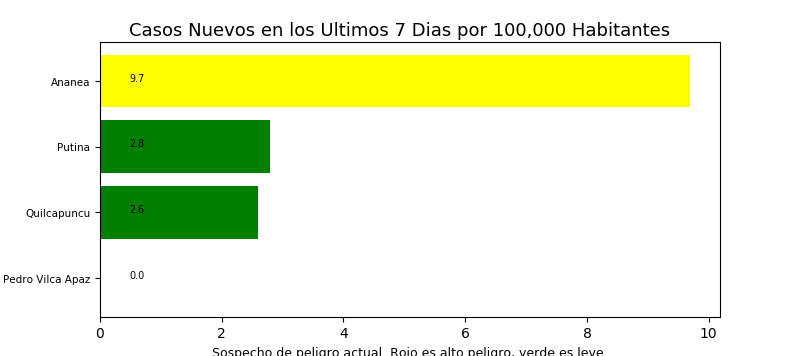 Casos Nuevos en los Ultimos 7 Dias por 100,000 Habitantes
Ananea 9.7
Putina 2.8
Quilcapuncu 2.6
Pedro Vilca Apaz 0.0
0 2 4 6 8 10
Sospecho de peligro actual. Rojo es alto peligro, verde es leve